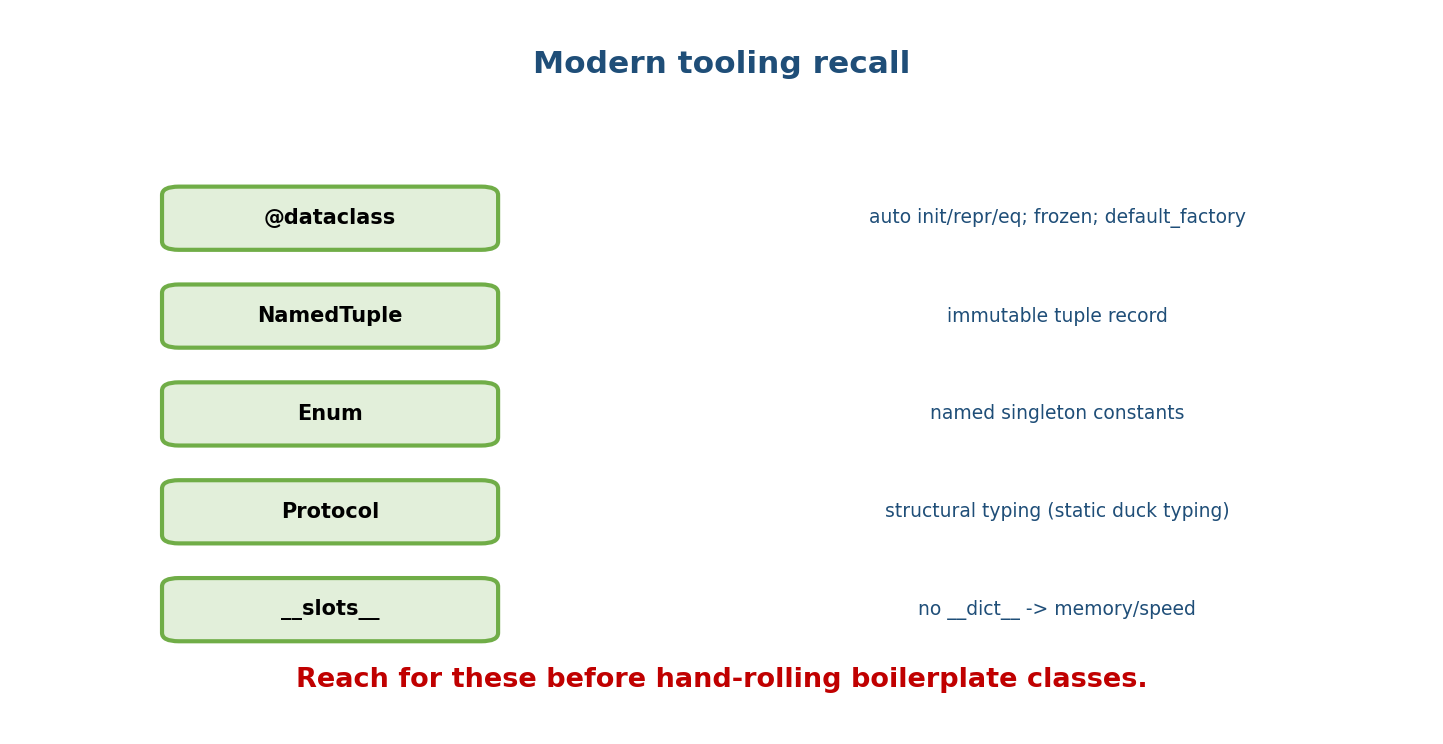 Modern tooling recall
@dataclass auto init/repr/eq; frozen; default_factory
NamedTuple immutable tuple record
Enum named singleton constants
Protocol structural typing (static duck typing)
__slots__ no __dict__ -> memory/speed
Reach for these before hand-rolling boilerplate classes.